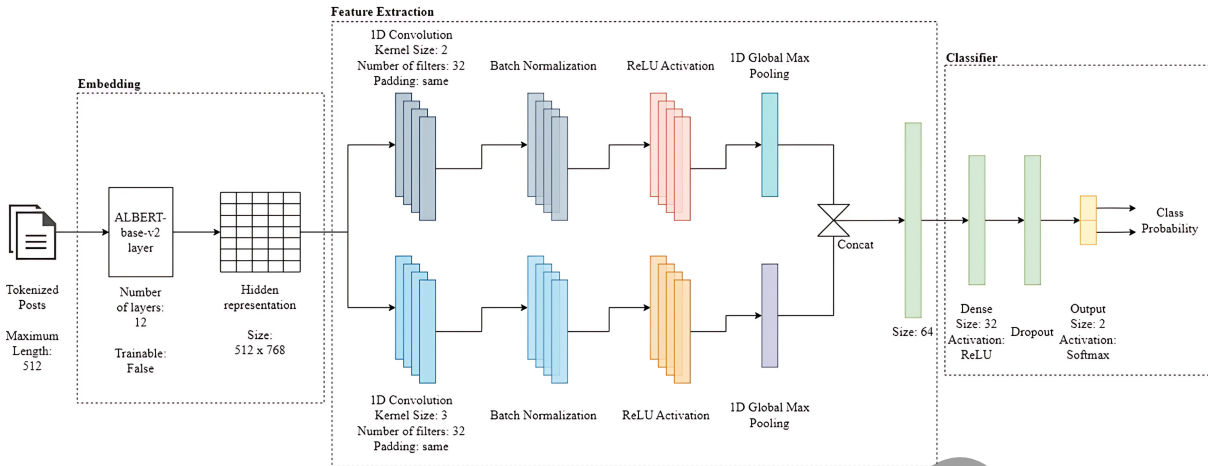 Feature Extraction
1D Convolution
Kernel Size: 2
Number of filters: 32
Padding: same
Batch Normalization
ReLU Activation
1D Global Max
Pooling
Embedding
Classifier
ALBERT-
base-v2
layer
Tokenized
Posts
Maximum
Length:
512
Number
of layers:
12
Trainable:
False
Hidden
representation
Size:
512 x 768
Concat
Size: 64
Dense
Size: 32
Activation:
ReLU
Dropout
Output
Size: 2
Activation:
Softmax
Class
Probability
1D Convolution
Kernel Size: 3
Number of filters: 32
Padding: same
Batch Normalization
ReLU Activation
1D Global Max
Pooling